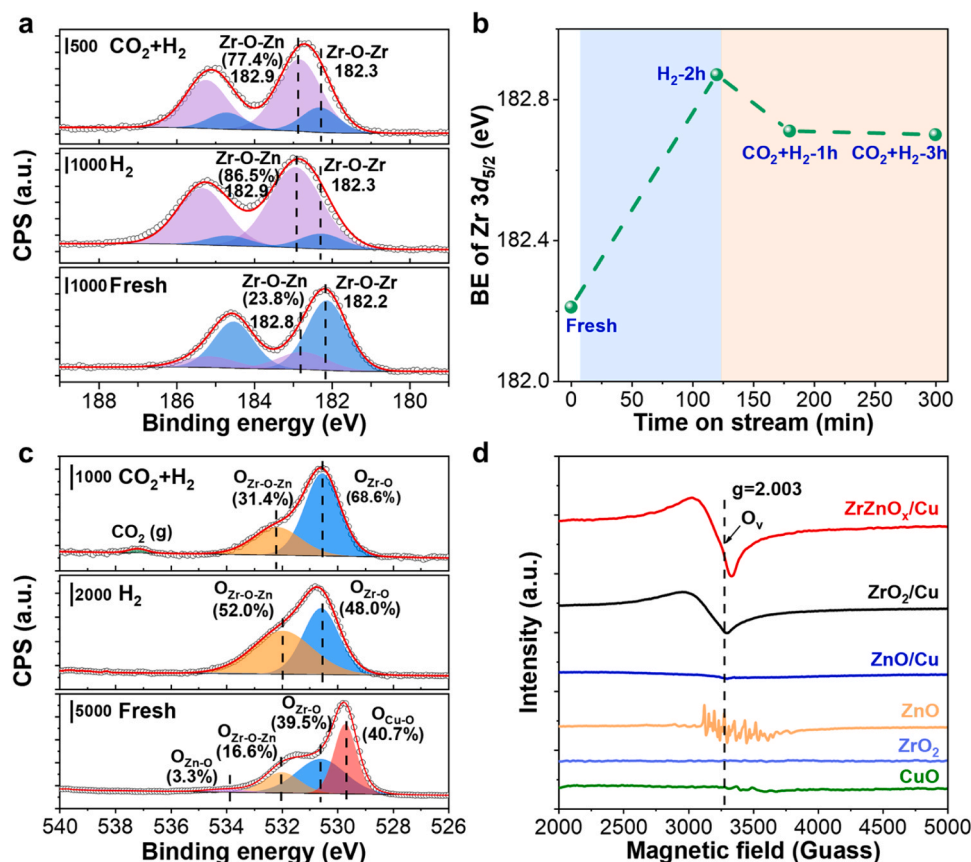 a
500 CO2+H2
Zr-O-Zn
(77.4%)
182.9
Zr-O-Zr
182.3
1000 H2
Zr-O-Zn
(86.5%)
182.9
Zr-O-Zr
182.3
1000 Fresh
Zr-O-Zn
(23.8%)
182.8
Zr-O-Zr
182.2
CPS (a.u.)
188 186 184 182 180
Binding energy (eV)
b
BE of Zr 3d5/2 (eV)
182.8
182.4
182.0
H2-2h
CO2+H2-1h CO2+H2-3h
Fresh
0 50 100 150 200 250 300
Time on stream (min)
c
1000 CO2+H2
OZr-O-Zn
(31.4%)
OZr-O
(68.6%)
CO2 (g)
2000 H2
OZr-O-Zn
(52.0%)
OZr-O
(48.0%)
5000 Fresh
OZn-O
(3.3%)
OZr-O-Zn
(16.6%)
OZr-O
(39.5%)
OCu-O
(40.7%)
CPS (a.u.)
540 538 536 534 532 530 528 526
Binding energy (eV)
d
g=2.003
Ov
ZrZnOx/Cu
ZrO2/Cu
ZnO/Cu
ZnO
ZrO2
CuO
Intensity (a.u.)
2000 2500 3000 3500 4000 4500 5000
Magnetic field (Guass)